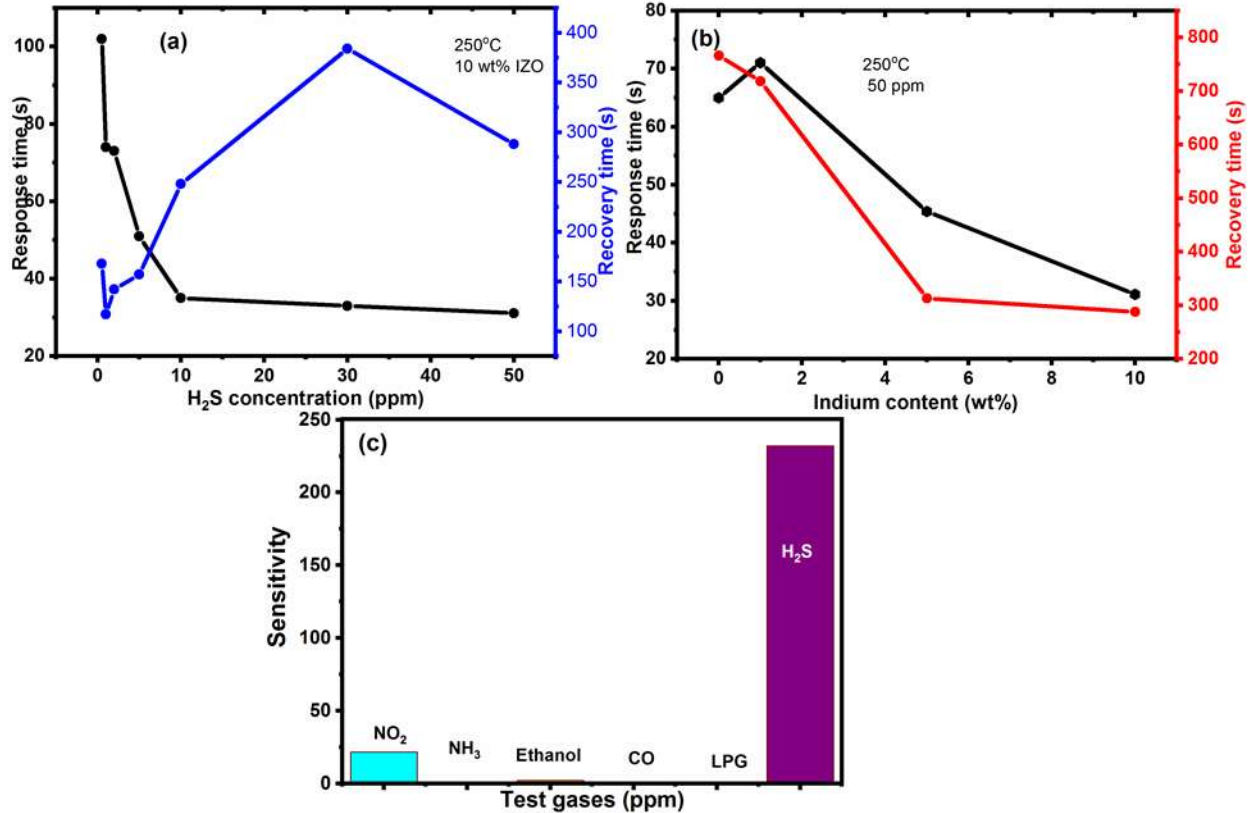 (a)
250°C
10 wt% IZO
Response time (s)
100
80
60
40
20
Recovery time (s)
400
350
300
250
200
150
100
0 10 20 30 40 50
H₂S concentration (ppm)
(b)
250°C
50 ppm
Response time (s)
80
70
60
50
40
30
20
Recovery time (s)
800
700
600
500
400
300
200
0 2 4 6 8 10
Indium content (wt%)
(c)
Sensitivity
250
200
150
100
50
0
NO₂ NH₃ Ethanol CO LPG H₂S
Test gases (ppm)